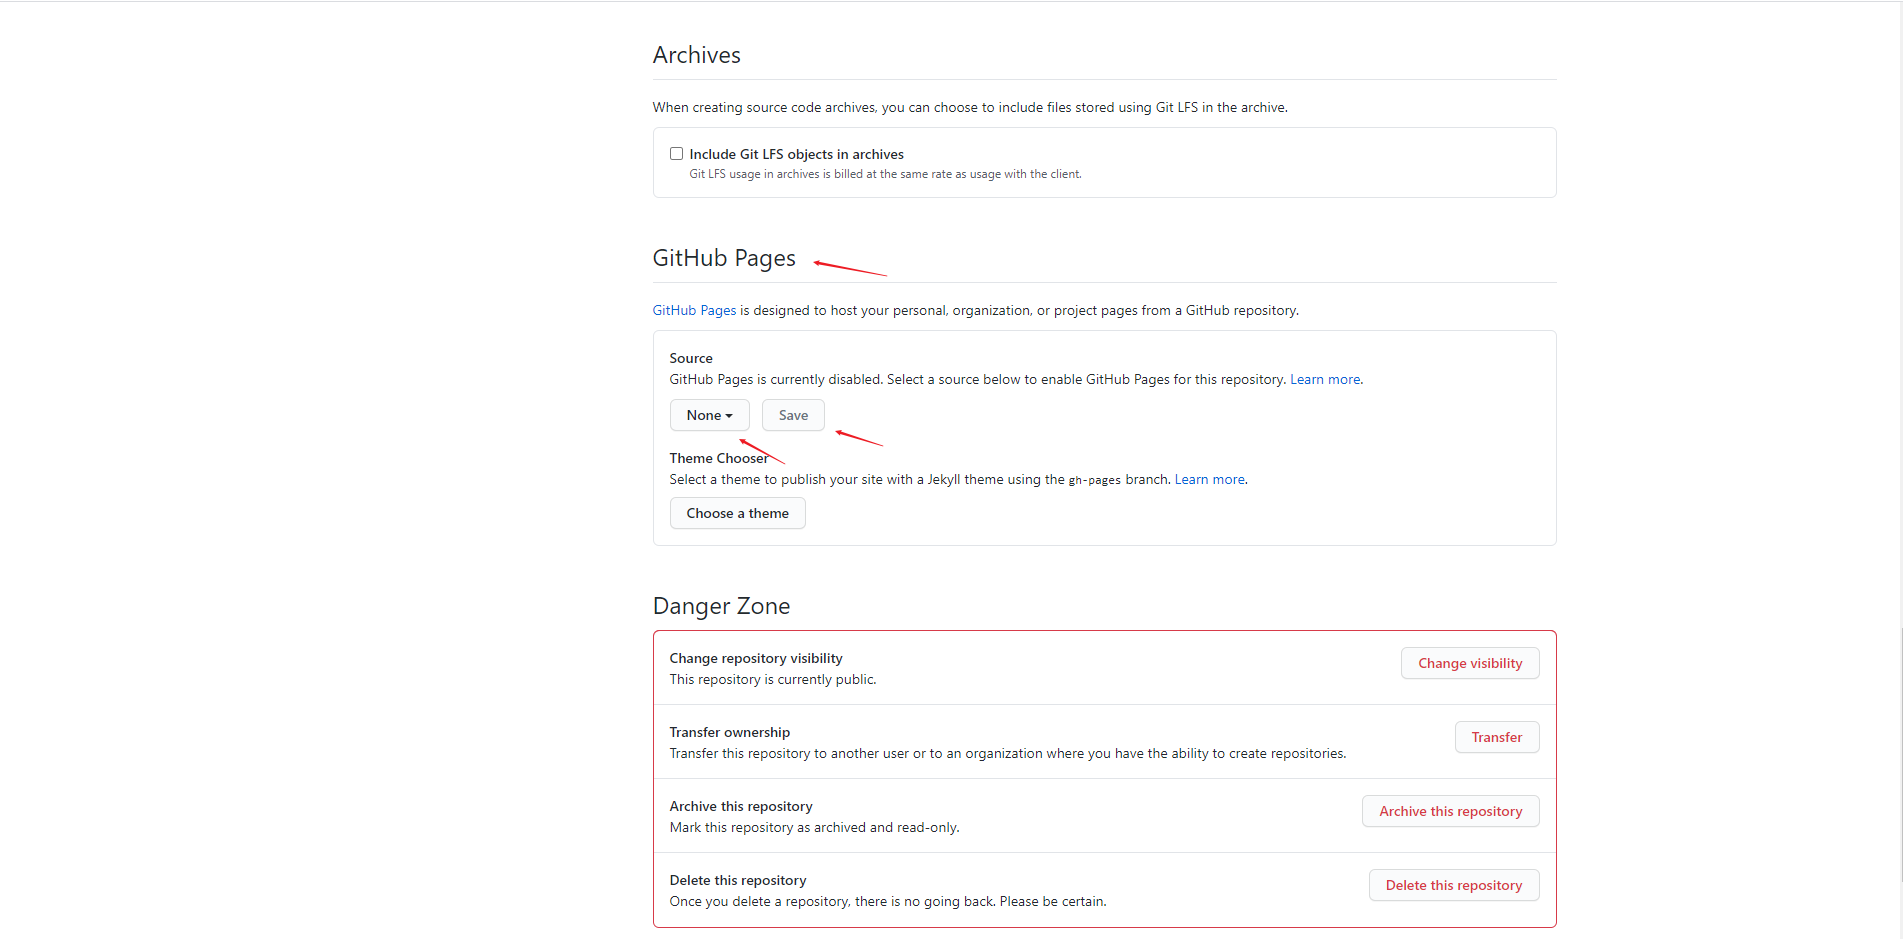 Archives
When creating source code archives, you can choose to include files stored using Git LFS in the archive.
Include Git LFS objects in archives
Git LFS usage in archives is billed at the same rate as usage with the client.
GitHub Pages
GitHub Pages is designed to host your personal, organization, or project pages from a GitHub repository.
Source
GitHub Pages is currently disabled. Select a source below to enable GitHub Pages for this repository. Learn more.
None Save
Theme Chooser
Select a theme to publish your site with a Jekyll theme using the gh-pages branch. Learn more.
Choose a theme
Danger Zone
Change repository visibility
This repository is currently public.
Change visibility
Transfer ownership
Transfer this repository to another user or to an organization where you have the ability to create repositories.
Transfer
Archive this repository
Mark this repository as archived and read-only.
Archive this repository
Delete this repository
Once you delete a repository, there is no going back. Please be certain.
Delete this repository